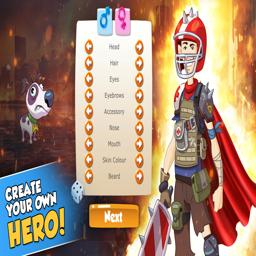 Head
Hair
Eyes
Eyebrows
Accessory
Nose
Mouth
Skin Colour
Beard
Next
CREATE
YOUR OWN
HERO!